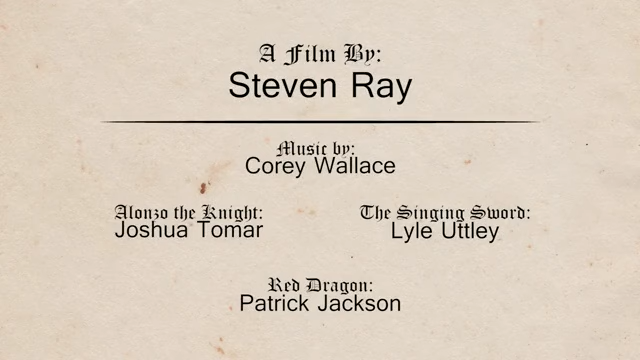 A Film By:
Steven Ray
Music by:
Corey Wallace
Alonzo the Knight:
Joshua Tomar
The Singing Sword:
Lyle Uttley
Red Dragon:
Patrick Jackson